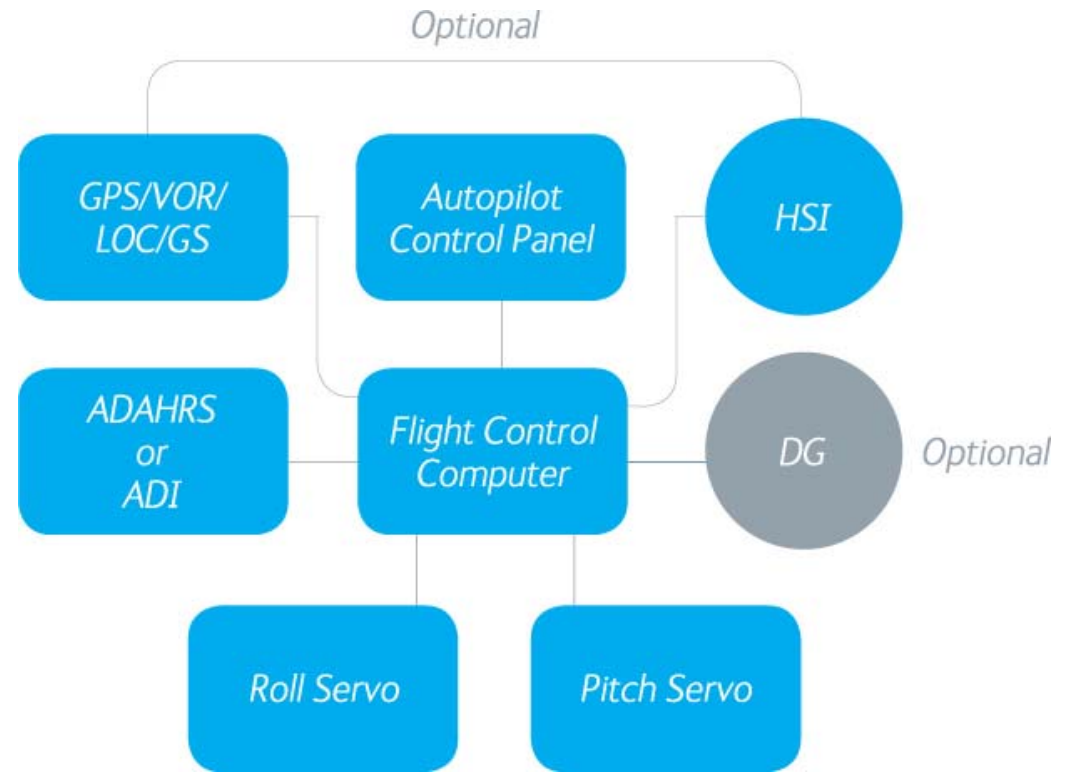 Optional
GPS/VOR/
LOC/GS
Autopilot
Control Panel
HSI
ADAHRS
or
ADI
Flight Control
Computer
DG
Optional
Roll Servo
Pitch Servo